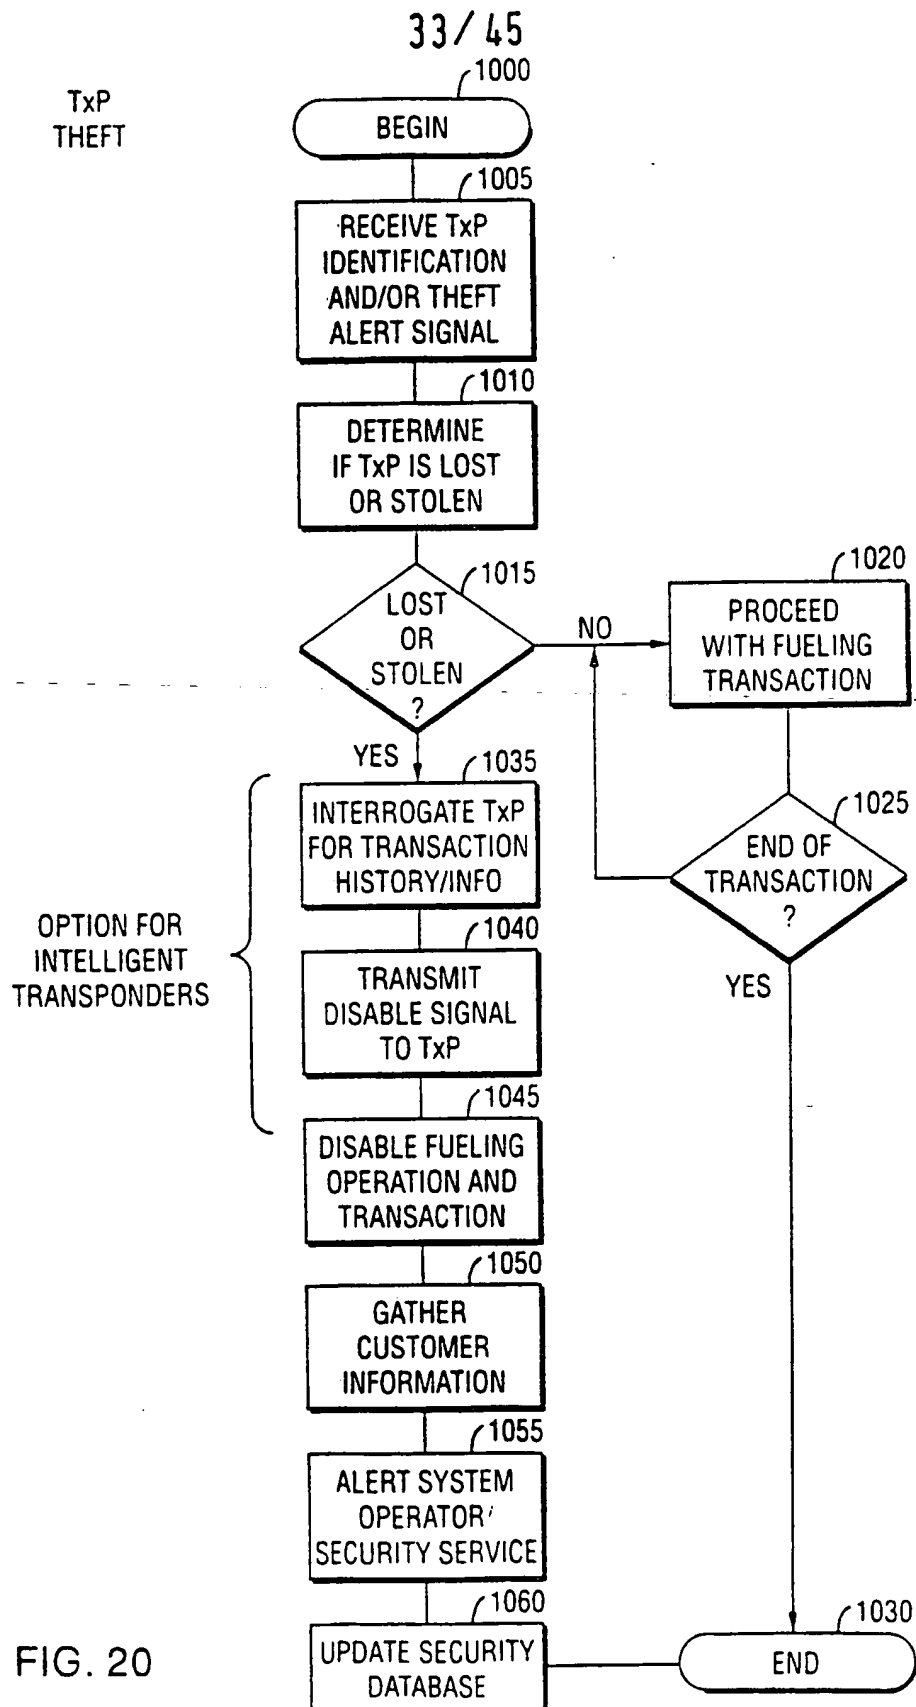 33/45
TxP
THEFT
1000
BEGIN
1005
RECEIVE TxP
IDENTIFICATION
AND/OR THEFT
ALERT SIGNAL
1010
DETERMINE
IF TxP IS LOST
OR STOLEN
1015
LOST
OR
STOLEN
?
NO
1020
PROCEED
WITH FUELING
TRANSACTION
YES
1025
END OF
TRANSACTION
?
YES
OPTION FOR
INTELLIGENT
TRANSPONDERS
1035
INTERROGATE TxP
FOR TRANSACTION
HISTORY/INFO
1040
TRANSMIT
DISABLE SIGNAL
TO TxP
1045
DISABLE FUELING
OPERATION AND
TRANSACTION
1050
GATHER
CUSTOMER
INFORMATION
1055
ALERT SYSTEM
OPERATOR/
SECURITY SERVICE
1060
UPDATE SECURITY
DATABASE
1030
END
FIG. 20